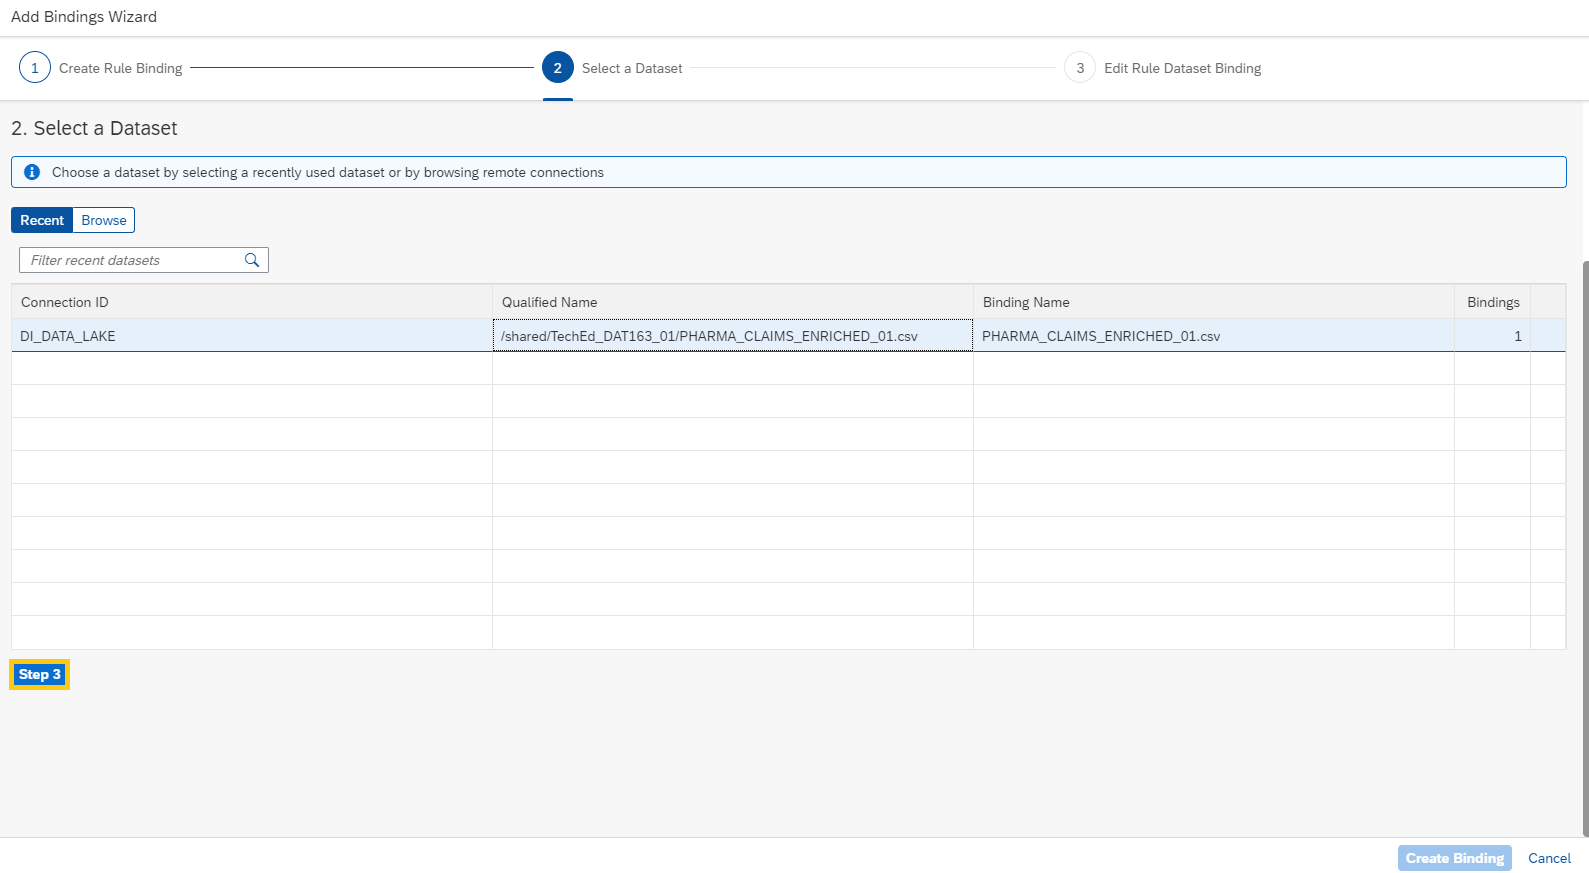 Add Bindings Wizard
1 Create Rule Binding 2 Select a Dataset 3 Edit Rule Dataset Binding
2. Select a Dataset
Choose a dataset by selecting a recently used dataset or by browsing remote connections
Recent Browse
Filter recent datasets
Connection ID Qualified Name Binding Name Bindings
DI_DATA_LAKE /shared/TechEd_DAT163_01/PHARMA_CLAIMS_ENRICHED_01.csv PHARMA_CLAIMS_ENRICHED_01.csv 1
Step 3
Create Binding Cancel